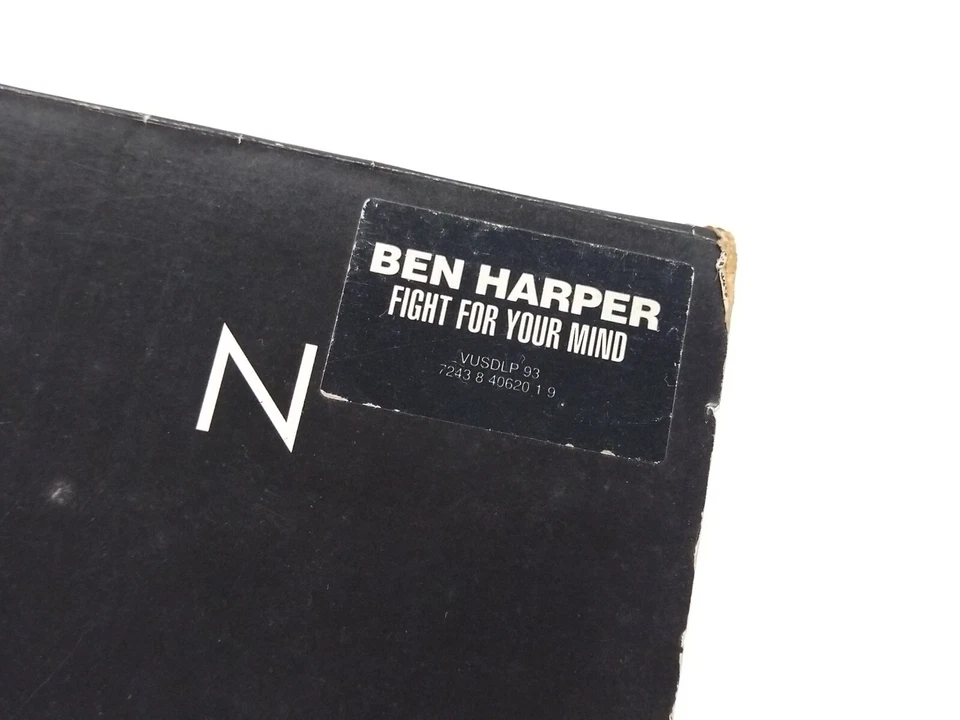 BEN HARPER
FIGHT FOR YOUR MIND
VUSDLP 93
7243 8 40620 1 9
N